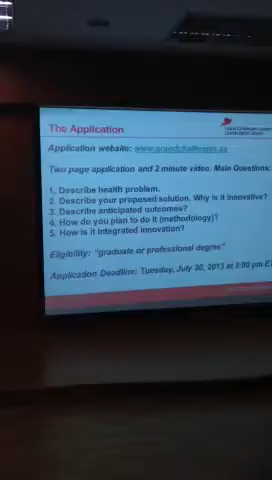 The Application
Application website: www.grandchallenges.ca
Two page application and 2 minute video. Main Questions:
1. Describe health problem.
2. Describe your proposed solution. Why is it innovative?
3. Describe anticipated outcomes?
4. How do you plan to do it (methodology)?
5. How is it integrated innovation?
Eligibility: "graduate or professional degree"
Application Deadline: Tuesday, July 30, 2013 at 3:00 pm ET